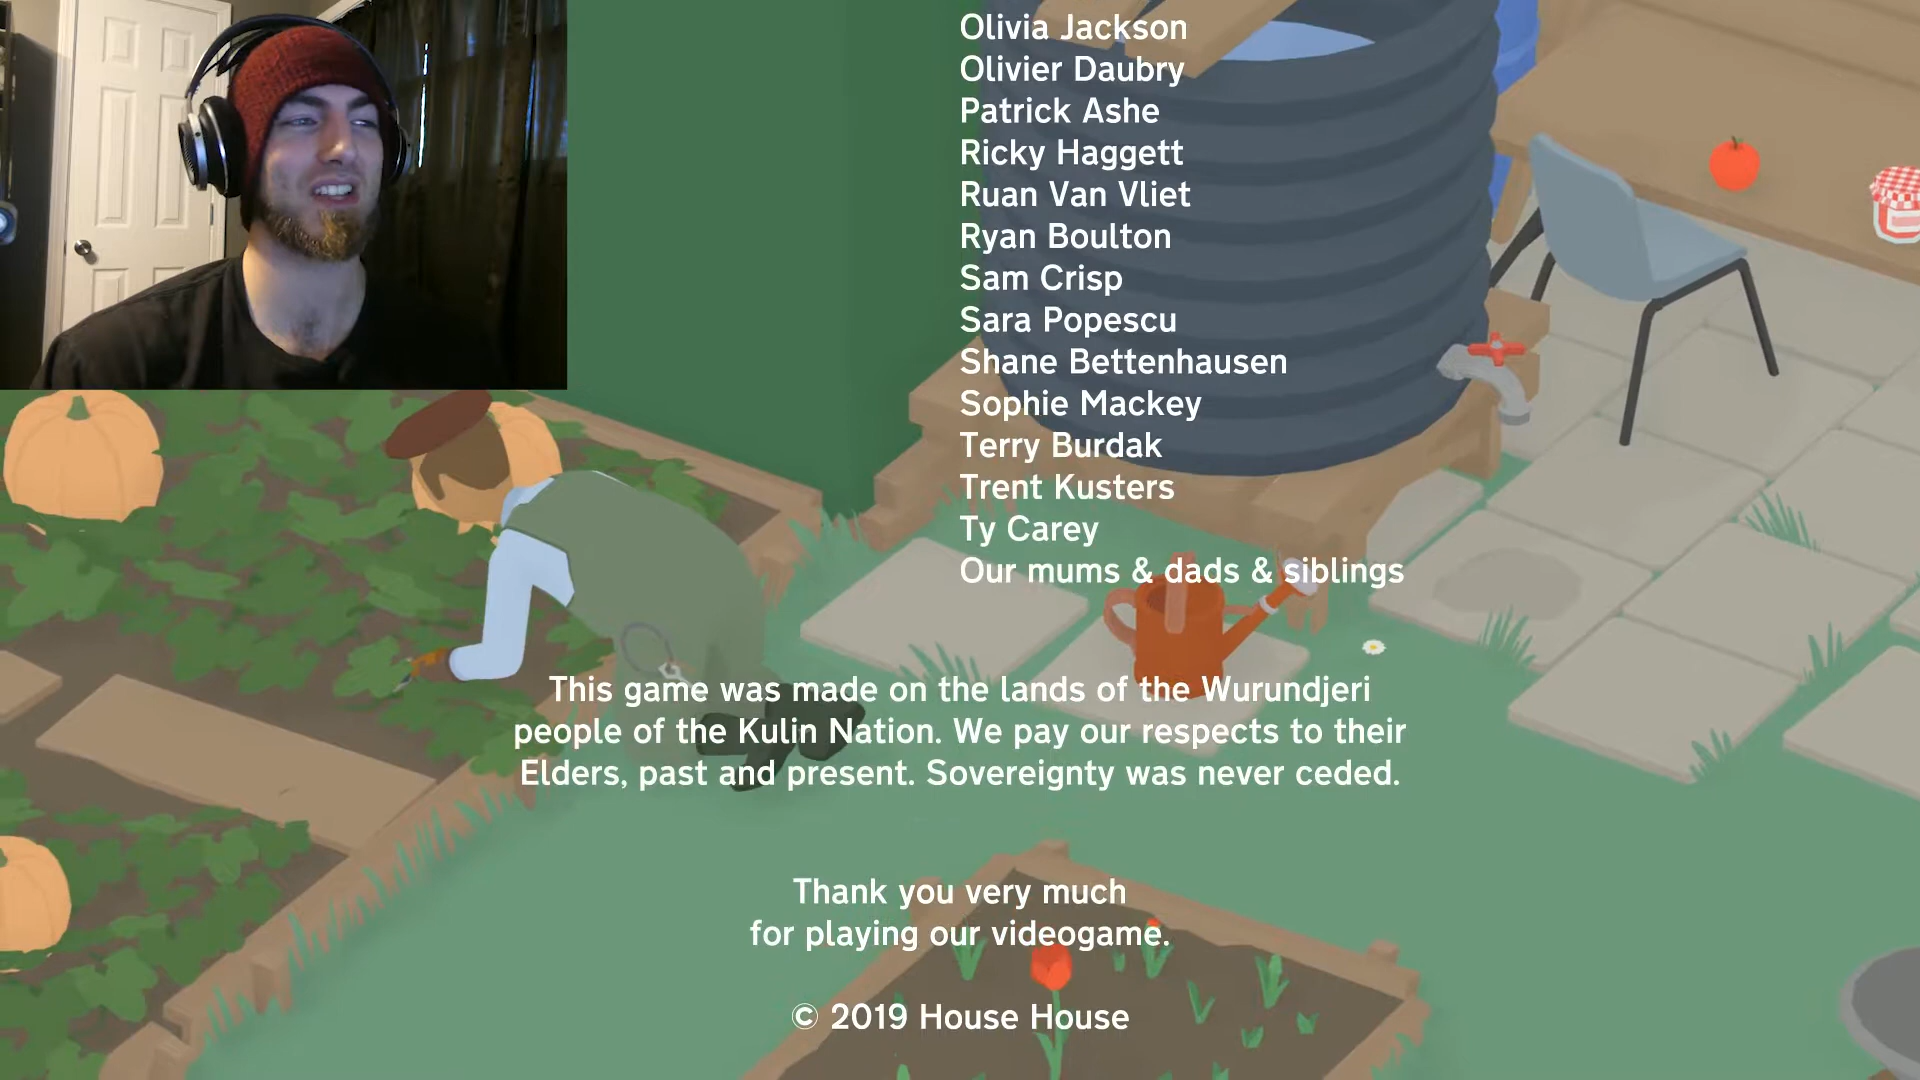 Olivia Jackson
Olivier Daubry
Patrick Ashe
Ricky Haggett
Ruan Van Vliet
Ryan Boulton
Sam Crisp
Sara Popescu
Shane Bettenhausen
Sophie Mackey
Terry Burdak
Trent Kusters
Ty Carey
Our mums & dads & siblings
This game was made on the lands of the Wurundjeri
people of the Kulin Nation. We pay our respects to their
Elders, past and present. Sovereignty was never ceded.
Thank you very much
for playing our videogame.
© 2019 House House